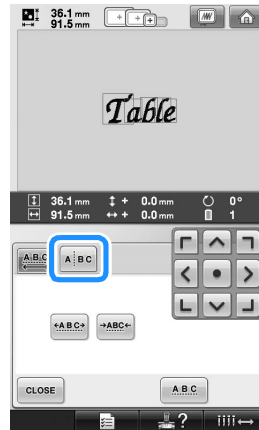 36.1 mm
91.5 mm
Table
36.1 mm + 0.0 mm 0°
91.5 mm + 0.0 mm 1
ABC A BC
ABC ABC
CLOSE ABC
?